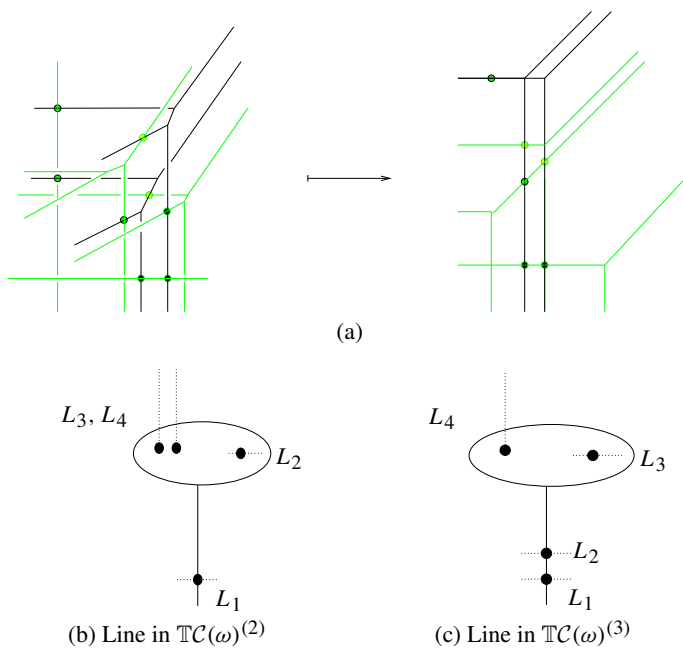 (a)
L₃, L₄
L₂
L₁
(b) Line in 𝕋𝒞(ω)⁽²⁾
L₄
L₃
L₂
L₁
(c) Line in 𝕋𝒞(ω)⁽³⁾